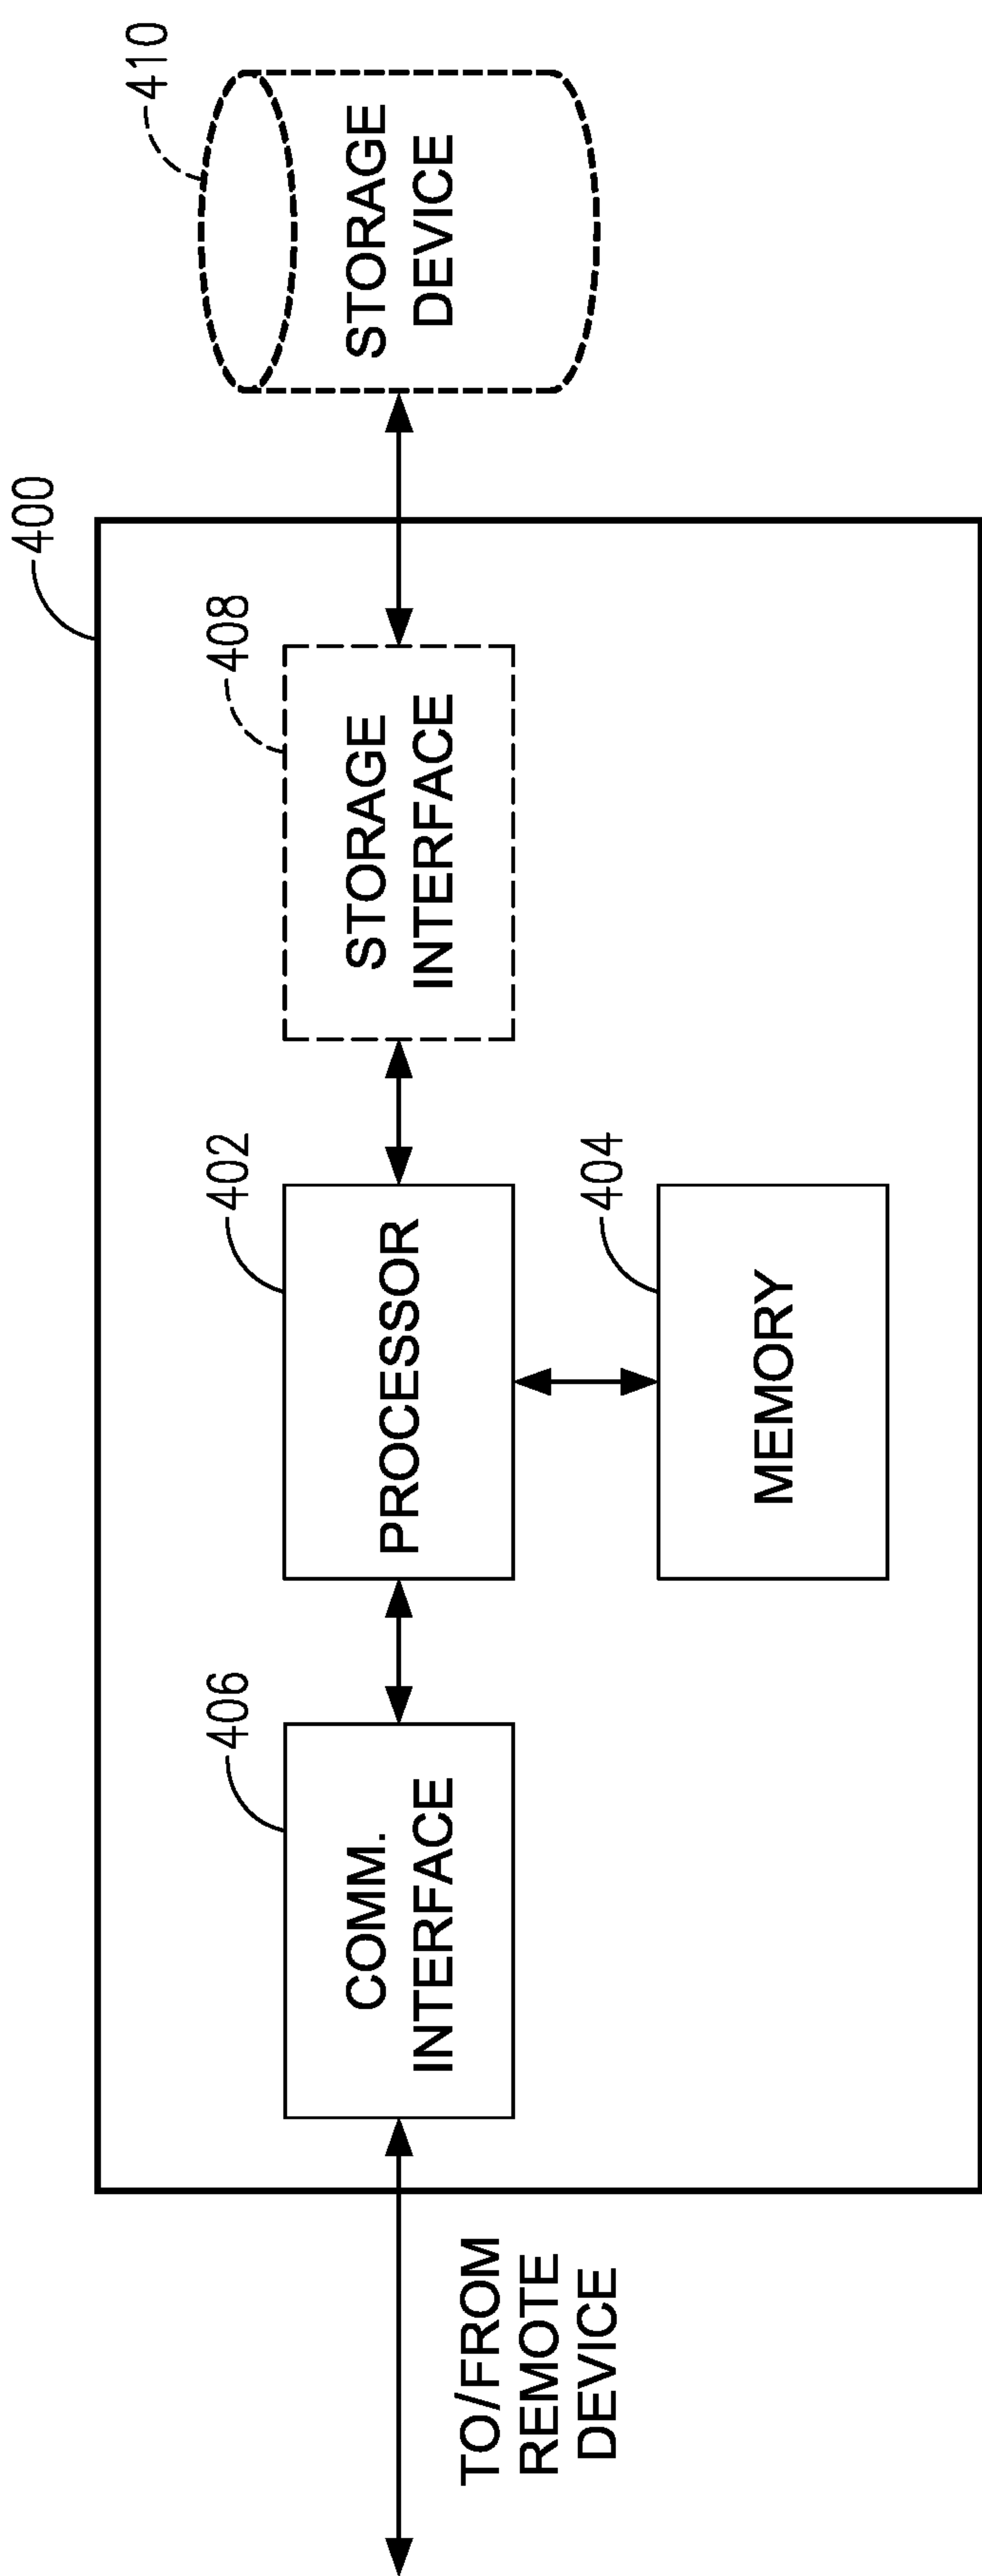 400
410
406
402
408
COMM.
INTERFACE
PROCESSOR
STORAGE
INTERFACE
STORAGE
DEVICE
TO/FROM
REMOTE
DEVICE
404
MEMORY